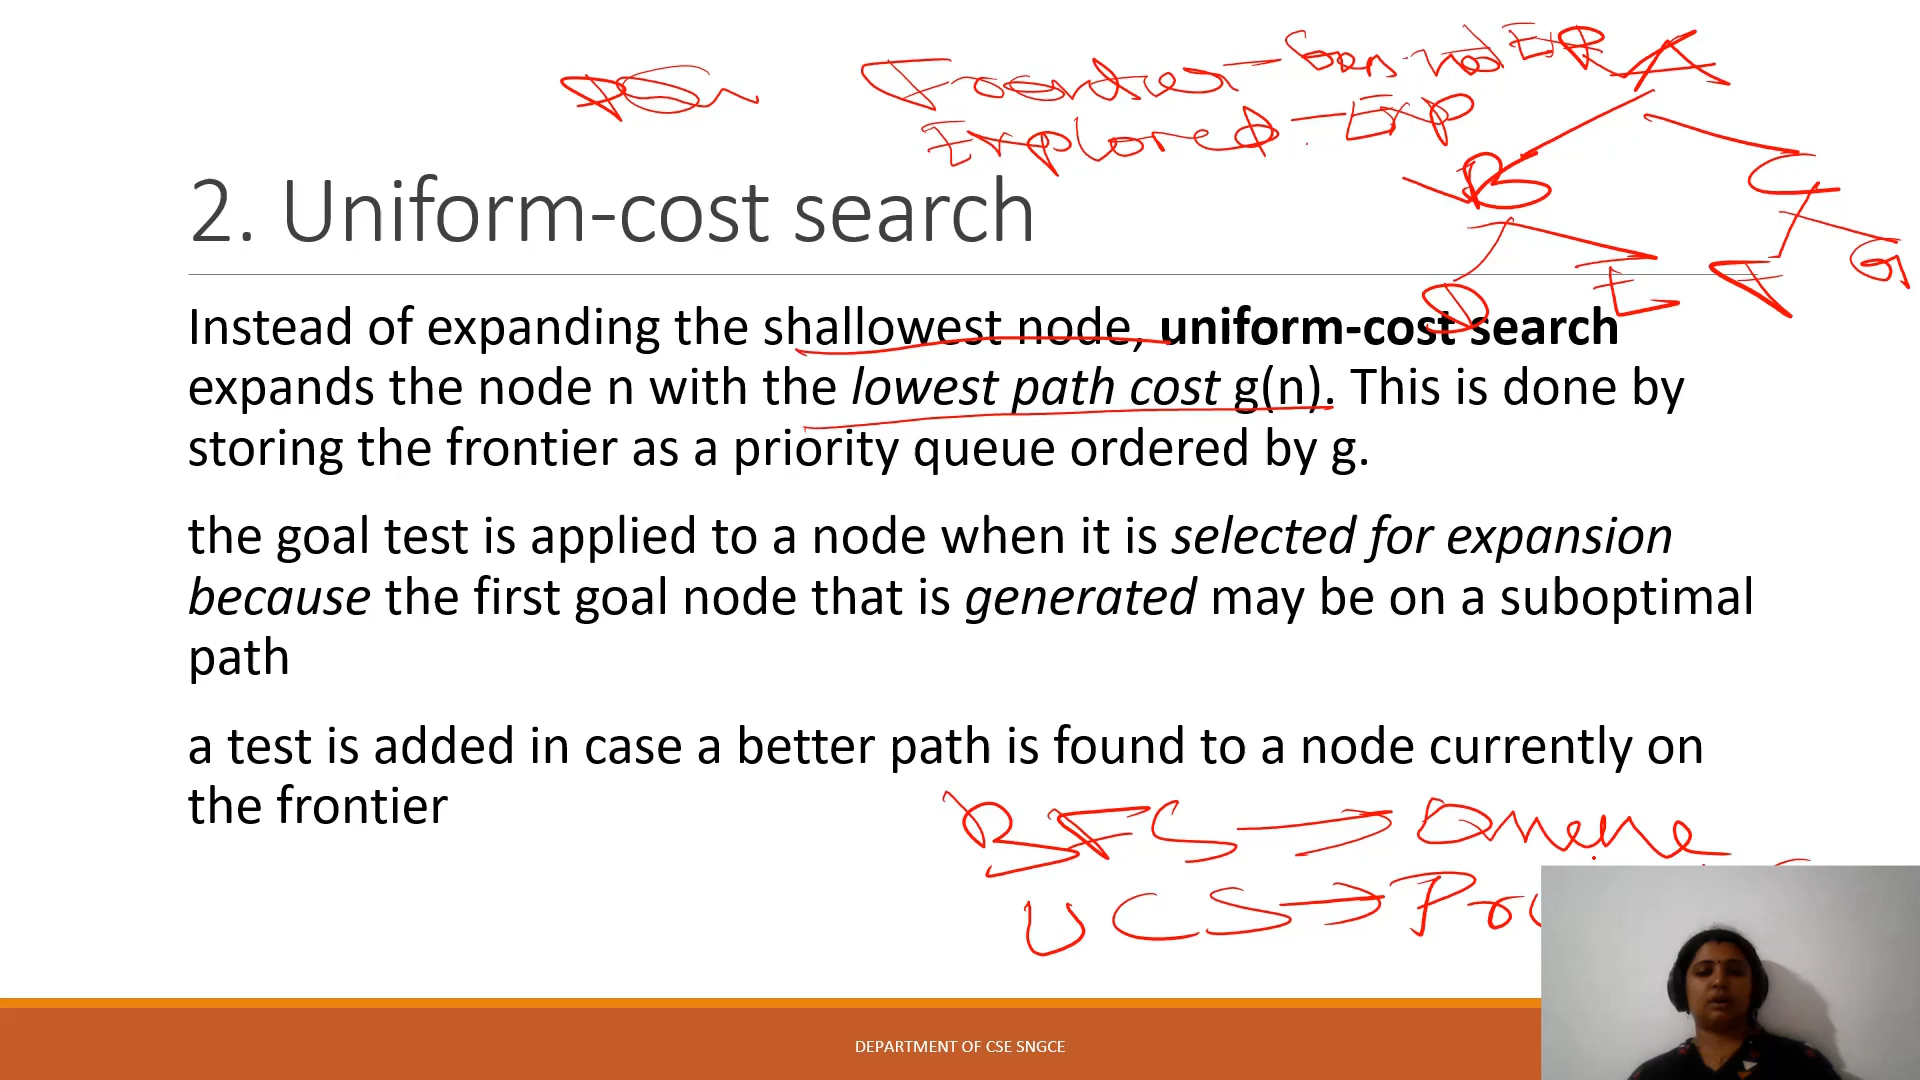 Frontier - Gen. not EXP
Explored - EXP
A
B C
D E F G
2. Uniform-cost search
Instead of expanding the shallowest node, uniform-cost search
expands the node n with the lowest path cost g(n). This is done by
storing the frontier as a priority queue ordered by g.
the goal test is applied to a node when it is selected for expansion
because the first goal node that is generated may be on a suboptimal
path
a test is added in case a better path is found to a node currently on
the frontier
BFS → Queue
UCS →
DEPARTMENT OF CSE SNGCE